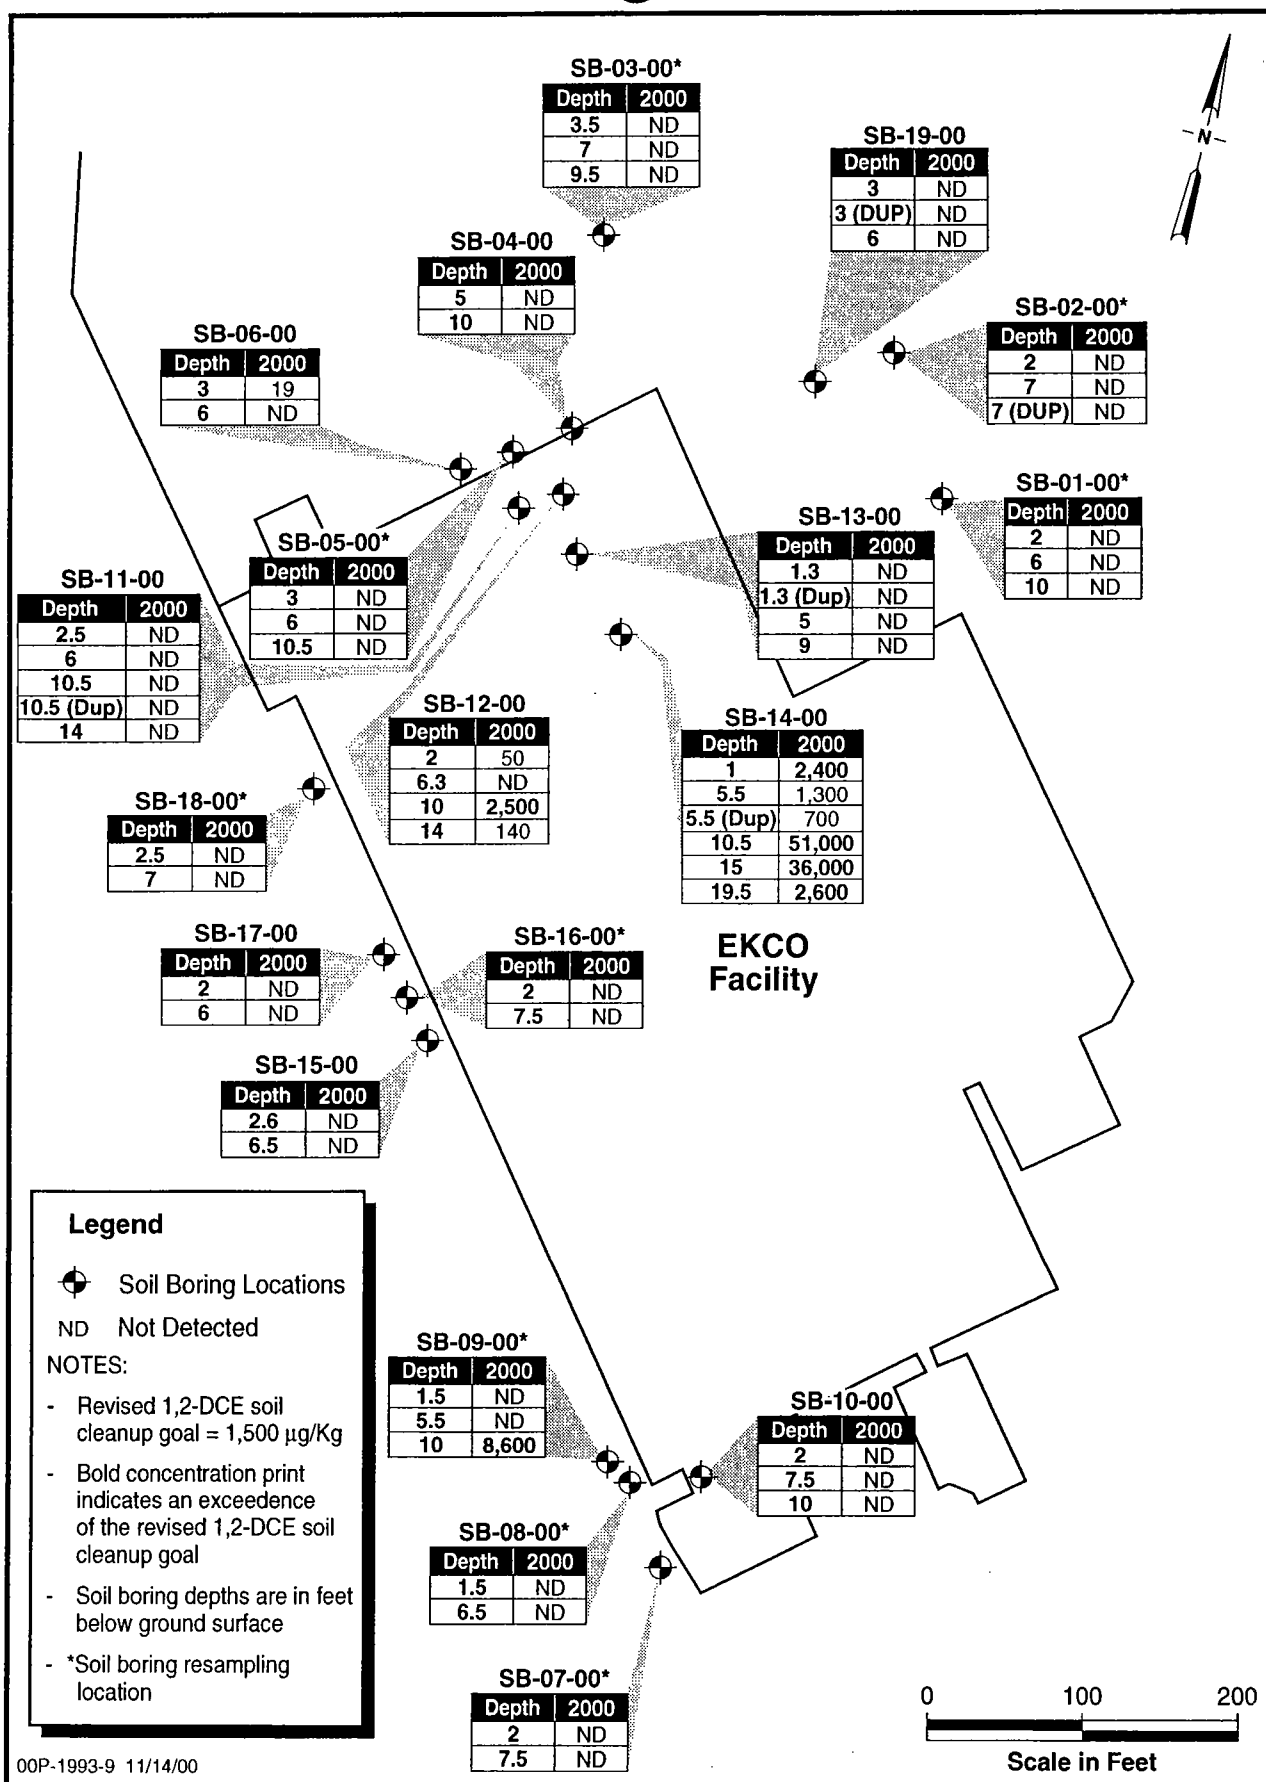 SB-03-00*
Depth 2000
3.5 ND
7 ND
9.5 ND
N
SB-19-00
Depth 2000
3 ND
3 (DUP) ND
6 ND
SB-04-00
Depth 2000
5 ND
10 ND
SB-02-00*
Depth 2000
2 ND
7 ND
7 (DUP) ND
SB-06-00
Depth 2000
3 19
6 ND
SB-01-00*
Depth 2000
2 ND
6 ND
10 ND
SB-13-00
Depth 2000
1.3 ND
1.3 (Dup) ND
5 ND
9 ND
SB-05-00*
Depth 2000
3 ND
6 ND
10.5 ND
SB-11-00
Depth 2000
2.5 ND
6 ND
10.5 ND
10.5 (Dup) ND
14 ND
SB-12-00
Depth 2000
2 50
6.3 ND
10 2,500
14 140
SB-14-00
Depth 2000
1 2,400
5.5 1,300
5.5 (Dup) 700
10.5 51,000
15 36,000
19.5 2,600
SB-18-00*
Depth 2000
2.5 ND
7 ND
EKCO
Facility
SB-17-00
Depth 2000
2 ND
6 ND
SB-16-00*
Depth 2000
2 ND
7.5 ND
SB-15-00
Depth 2000
2.6 ND
6.5 ND
Legend
Soil Boring Locations
ND Not Detected
NOTES:
- Revised 1,2-DCE soil
cleanup goal = 1,500 µg/Kg
- Bold concentration print
indicates an exceedence
of the revised 1,2-DCE soil
cleanup goal
- Soil boring depths are in feet
below ground surface
- *Soil boring resampling
location
SB-09-00*
Depth 2000
1.5 ND
5.5 ND
10 8,600
SB-10-00
Depth 2000
2 ND
7.5 ND
10 ND
SB-08-00*
Depth 2000
1.5 ND
6.5 ND
SB-07-00*
Depth 2000
2 ND
7.5 ND
0 100 200
Scale in Feet
00P-1993-9 11/14/00